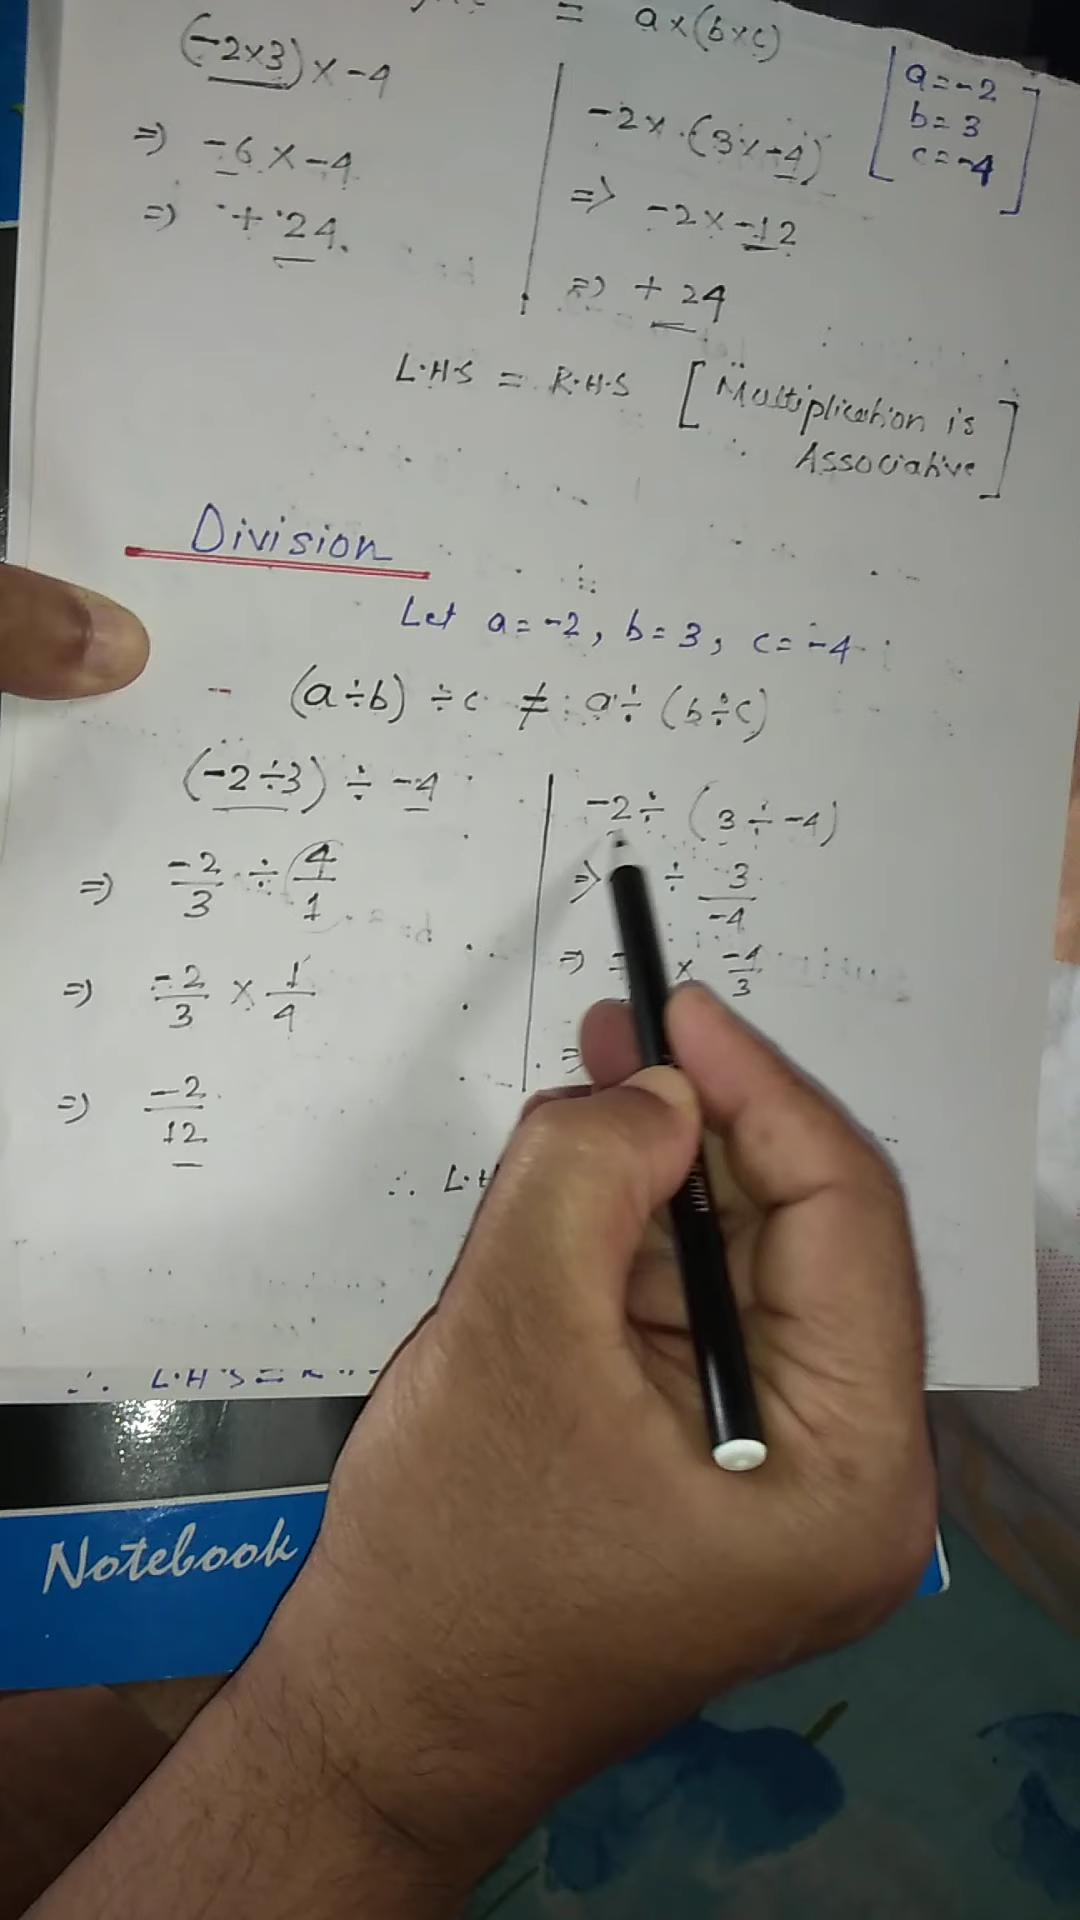 = a×(b×c)
(-2×3)×-4
⇒ -6×-4
⇒ +24.
-2×(3×-4)
⇒ -2×-12
⇒ +24
[a=-2
b=3
c=-4]
L.H.S = R.H.S [Multiplication is
Associative]
Division
Let a=-2, b=3, c=-4
(a÷b)÷c ≠ a÷(b÷c)
(-2÷3)÷-4
⇒ -2/3 ÷ 4/1
⇒ -2/3 × 1/4
⇒ -2/12
-2÷(3÷-4)
⇒ ÷ 3/-4
⇒ × -4/3
⇒
∴ L.H
∴ L.H.S =
Notebook